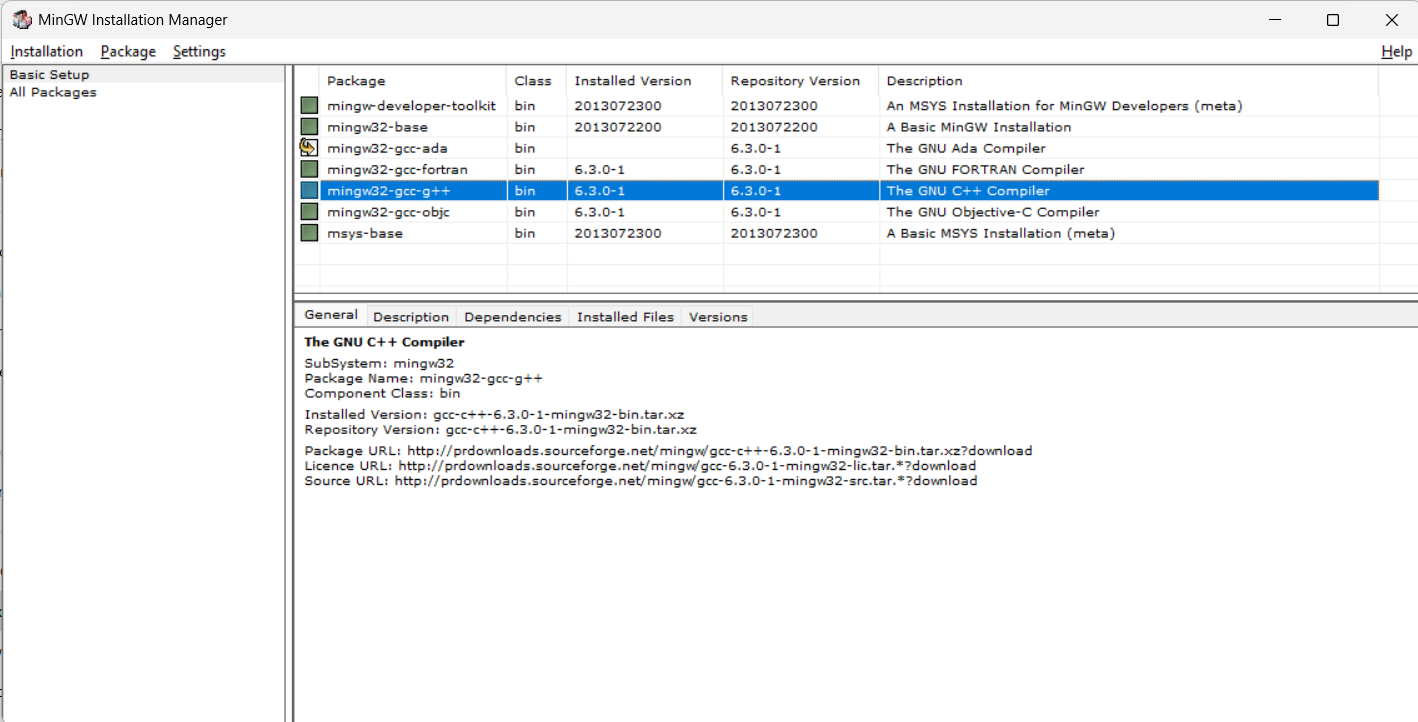 MinGW Installation Manager
Installation Package Settings Help
Basic Setup
All Packages
Package Class Installed Version Repository Version Description
mingw-developer-toolkit bin 2013072300 2013072300 An MSYS Installation for MinGW Developers (meta)
mingw32-base bin 2013072200 2013072200 A Basic MinGW Installation
mingw32-gcc-ada bin 6.3.0-1 The GNU Ada Compiler
mingw32-gcc-fortran bin 6.3.0-1 6.3.0-1 The GNU FORTRAN Compiler
mingw32-gcc-g++ bin 6.3.0-1 6.3.0-1 The GNU C++ Compiler
mingw32-gcc-objc bin 6.3.0-1 6.3.0-1 The GNU Objective-C Compiler
msys-base bin 2013072300 2013072300 A Basic MSYS Installation (meta)
General Description Dependencies Installed Files Versions
The GNU C++ Compiler
SubSystem: mingw32
Package Name: mingw32-gcc-g++
Component Class: bin
Installed Version: gcc-c++-6.3.0-1-mingw32-bin.tar.xz
Repository Version: gcc-c++-6.3.0-1-mingw32-bin.tar.xz
Package URL: http://prdownloads.sourceforge.net/mingw/gcc-c++-6.3.0-1-mingw32-bin.tar.xz?download
Licence URL: http://prdownloads.sourceforge.net/mingw/gcc-6.3.0-1-mingw32-lic.tar.*?download
Source URL: http://prdownloads.sourceforge.net/mingw/gcc-6.3.0-1-mingw32-src.tar.*?download